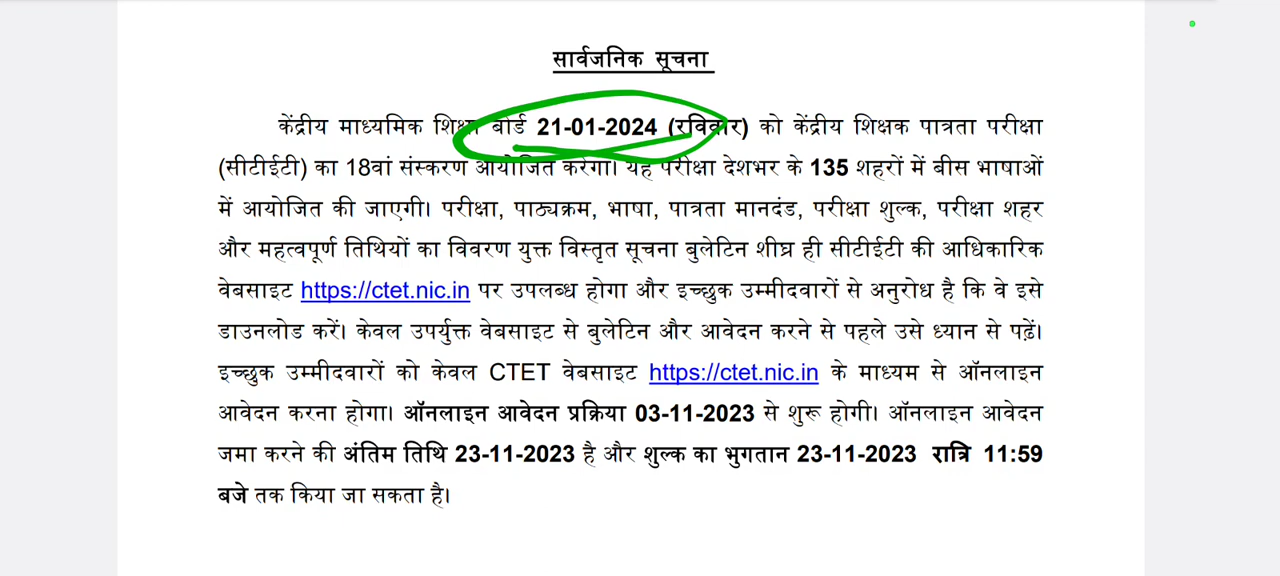 सार्वजनिक सूचना
केंद्रीय माध्यमिक शिक्षा बोर्ड 21-01-2024 (रविवार) को केंद्रीय शिक्षक पात्रता परीक्षा
(सीटीईटी) का 18वां संस्करण आयोजित करेगा। यह परीक्षा देशभर के 135 शहरों में बीस भाषाओं
में आयोजित की जाएगी। परीक्षा, पाठ्यक्रम, भाषा, पात्रता मानदंड, परीक्षा शुल्क, परीक्षा शहर
और महत्वपूर्ण तिथियों का विवरण युक्त विस्तृत सूचना बुलेटिन शीघ्र ही सीटीईटी की आधिकारिक
वेबसाइट https://ctet.nic.in पर उपलब्ध होगा और इच्छुक उम्मीदवारों से अनुरोध है कि वे इसे
डाउनलोड करें। केवल उपर्युक्त वेबसाइट से बुलेटिन और आवेदन करने से पहले उसे ध्यान से पढ़ें।
इच्छुक उम्मीदवारों को केवल CTET वेबसाइट https://ctet.nic.in के माध्यम से ऑनलाइन
आवेदन करना होगा। ऑनलाइन आवेदन प्रक्रिया 03-11-2023 से शुरू होगी। ऑनलाइन आवेदन
जमा करने की अंतिम तिथि 23-11-2023 है और शुल्क का भुगतान 23-11-2023 रात्रि 11:59
बजे तक किया जा सकता है।